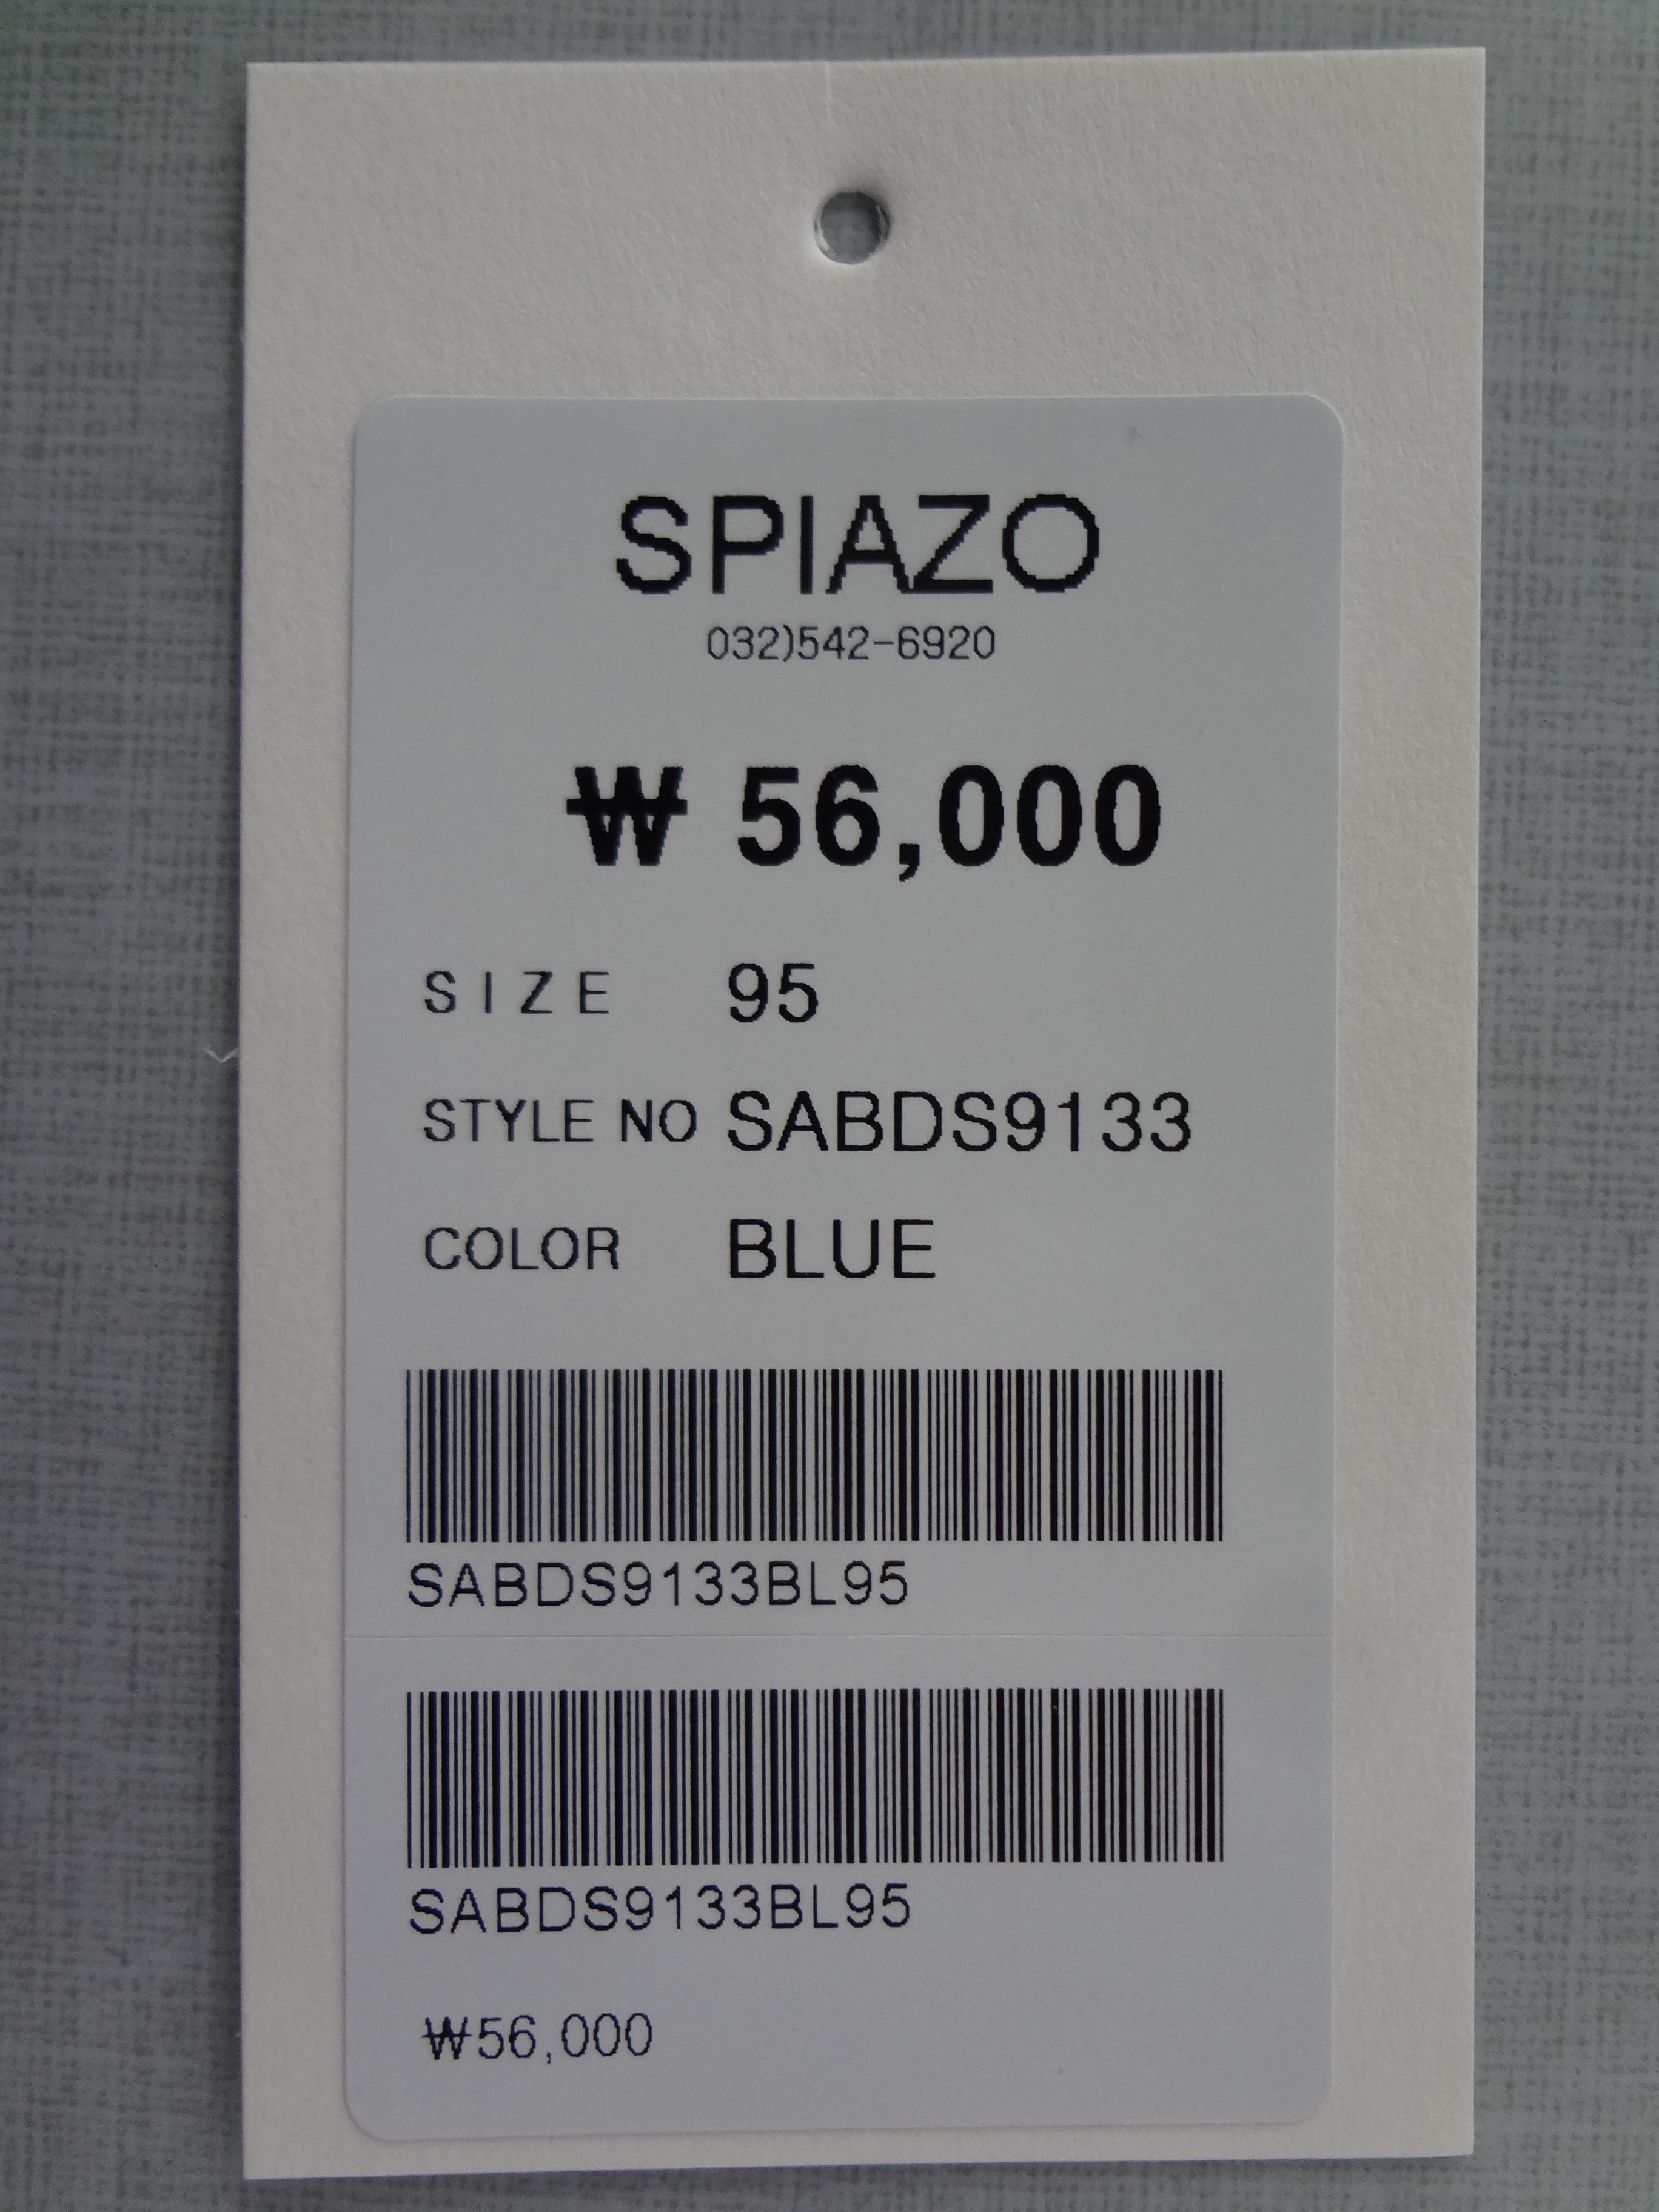 SPIAZO
032)542-6920
₩ 56,000
SIZE 95
STYLE NO SABDS9133
COLOR BLUE
SABDS9133BL95
SABDS9133BL95
₩56,000